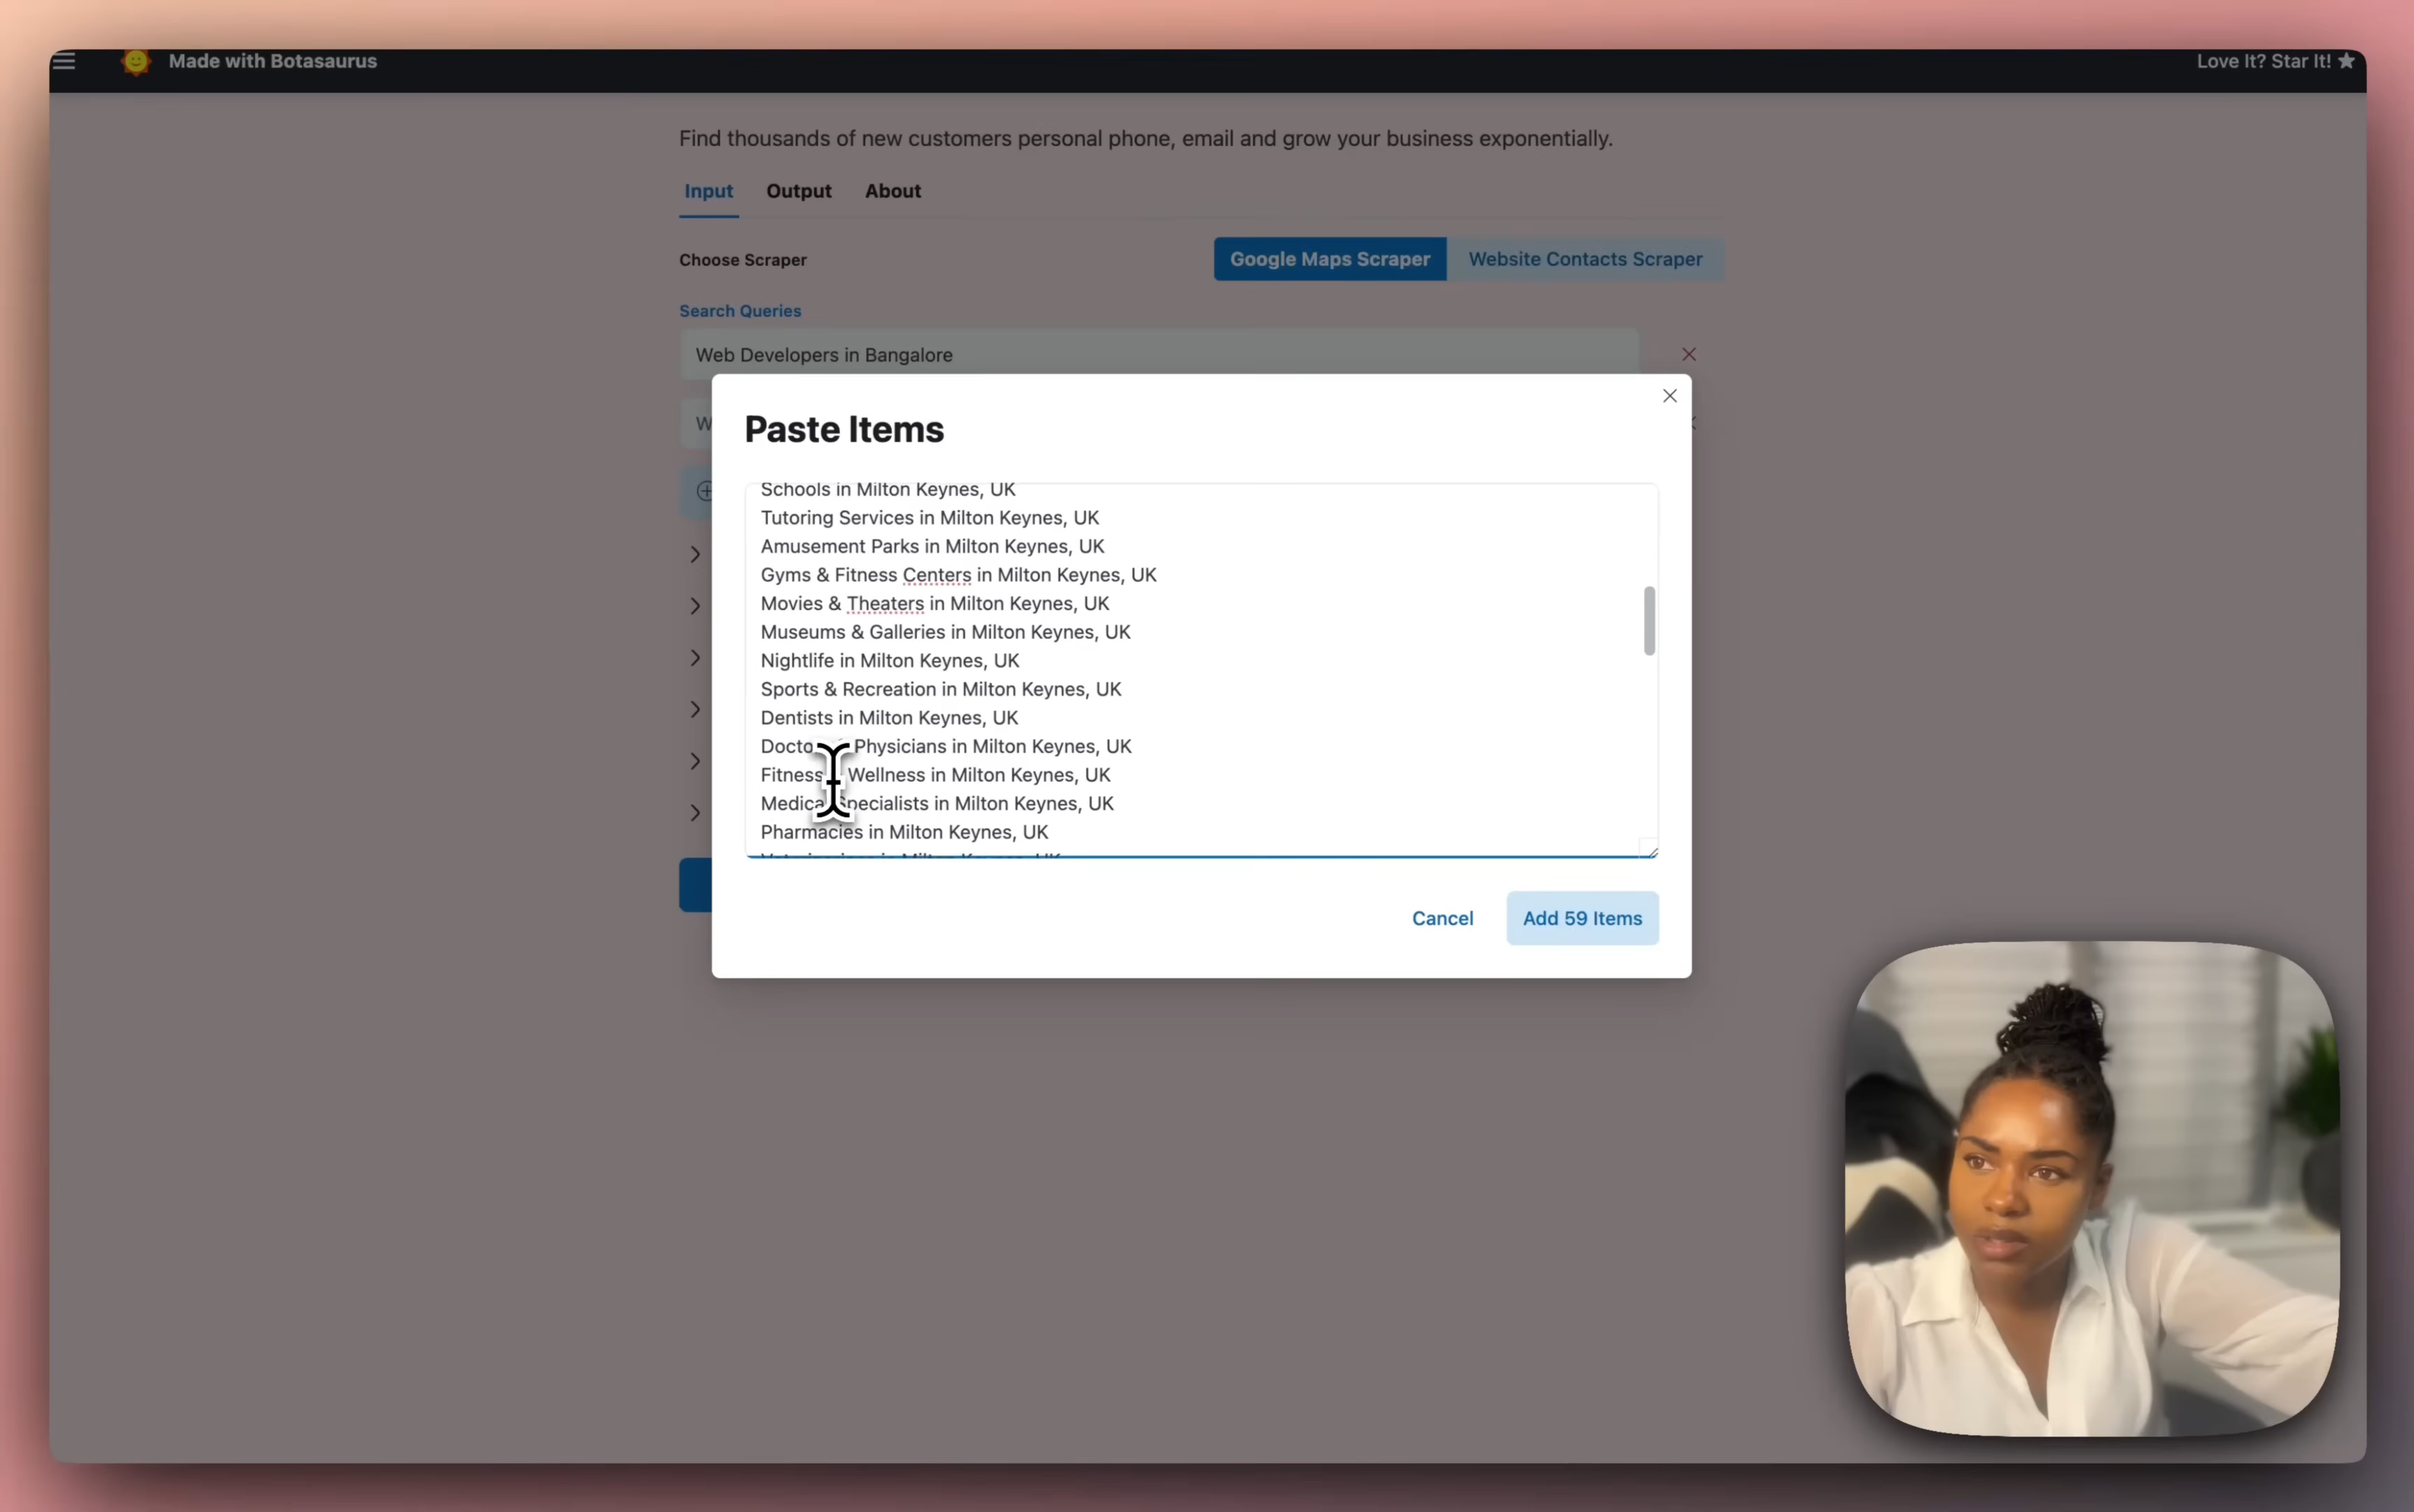 Made with Botasaurus
Love It? Star It!
Find thousands of new customers personal phone, email and grow your business exponentially.
Input Output About
Choose Scraper
Google Maps Scraper
Website Contacts Scraper
Search Queries
Web Developers in Bangalore
W
Paste Items
Schools in Milton Keynes, UK
Tutoring Services in Milton Keynes, UK
Amusement Parks in Milton Keynes, UK
Gyms & Fitness Centers in Milton Keynes, UK
Movies & Theaters in Milton Keynes, UK
Museums & Galleries in Milton Keynes, UK
Nightlife in Milton Keynes, UK
Sports & Recreation in Milton Keynes, UK
Dentists in Milton Keynes, UK
Physicians in Milton Keynes, UK
Fitness Wellness in Milton Keynes, UK
Medical Specialists in Milton Keynes, UK
Pharmacies in Milton Keynes, UK
Cancel
Add 59 Items